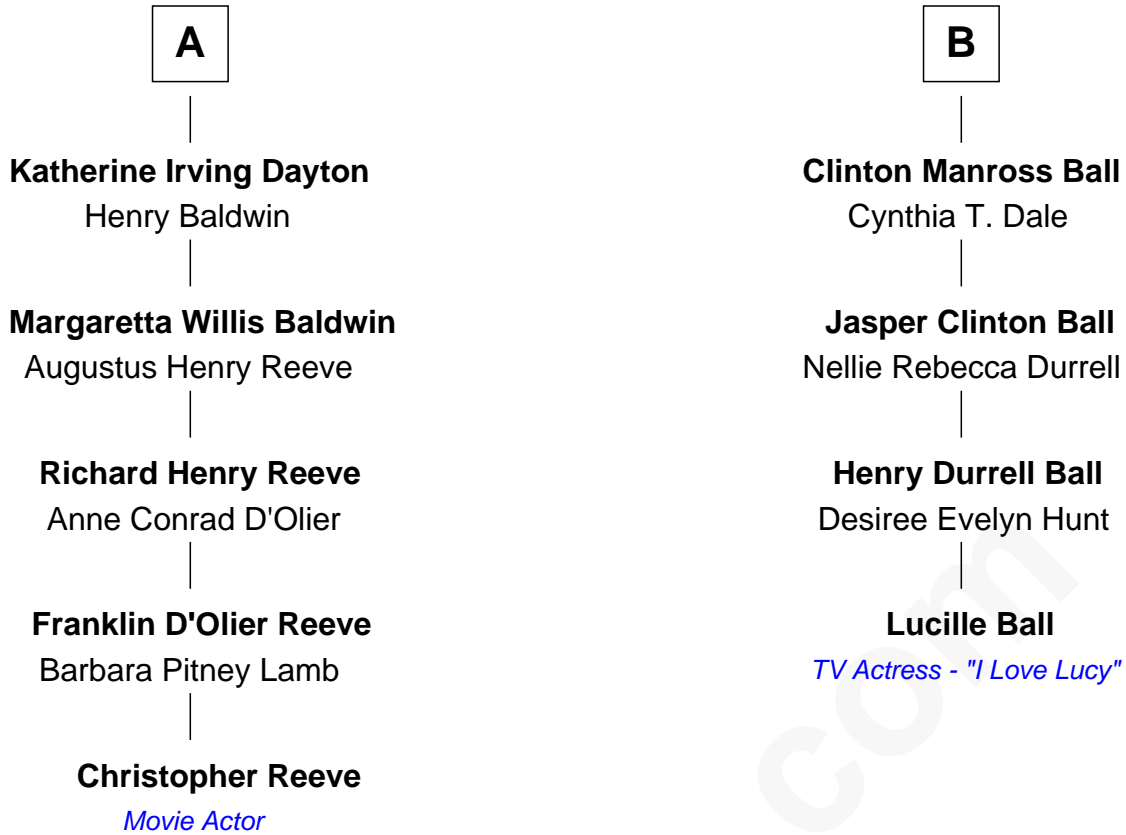 A
Katherine Irving Dayton
Henry Baldwin
Margaretta Willis Baldwin
Augustus Henry Reeve
Richard Henry Reeve
Anne Conrad D'Olier
Franklin D'Olier Reeve
Barbara Pitney Lamb
Christopher Reeve
Movie Actor
B
Clinton Manross Ball
Cynthia T. Dale
Jasper Clinton Ball
Nellie Rebecca Durrell
Henry Durrell Ball
Desiree Evelyn Hunt
Lucille Ball
TV Actress - "I Love Lucy"
com